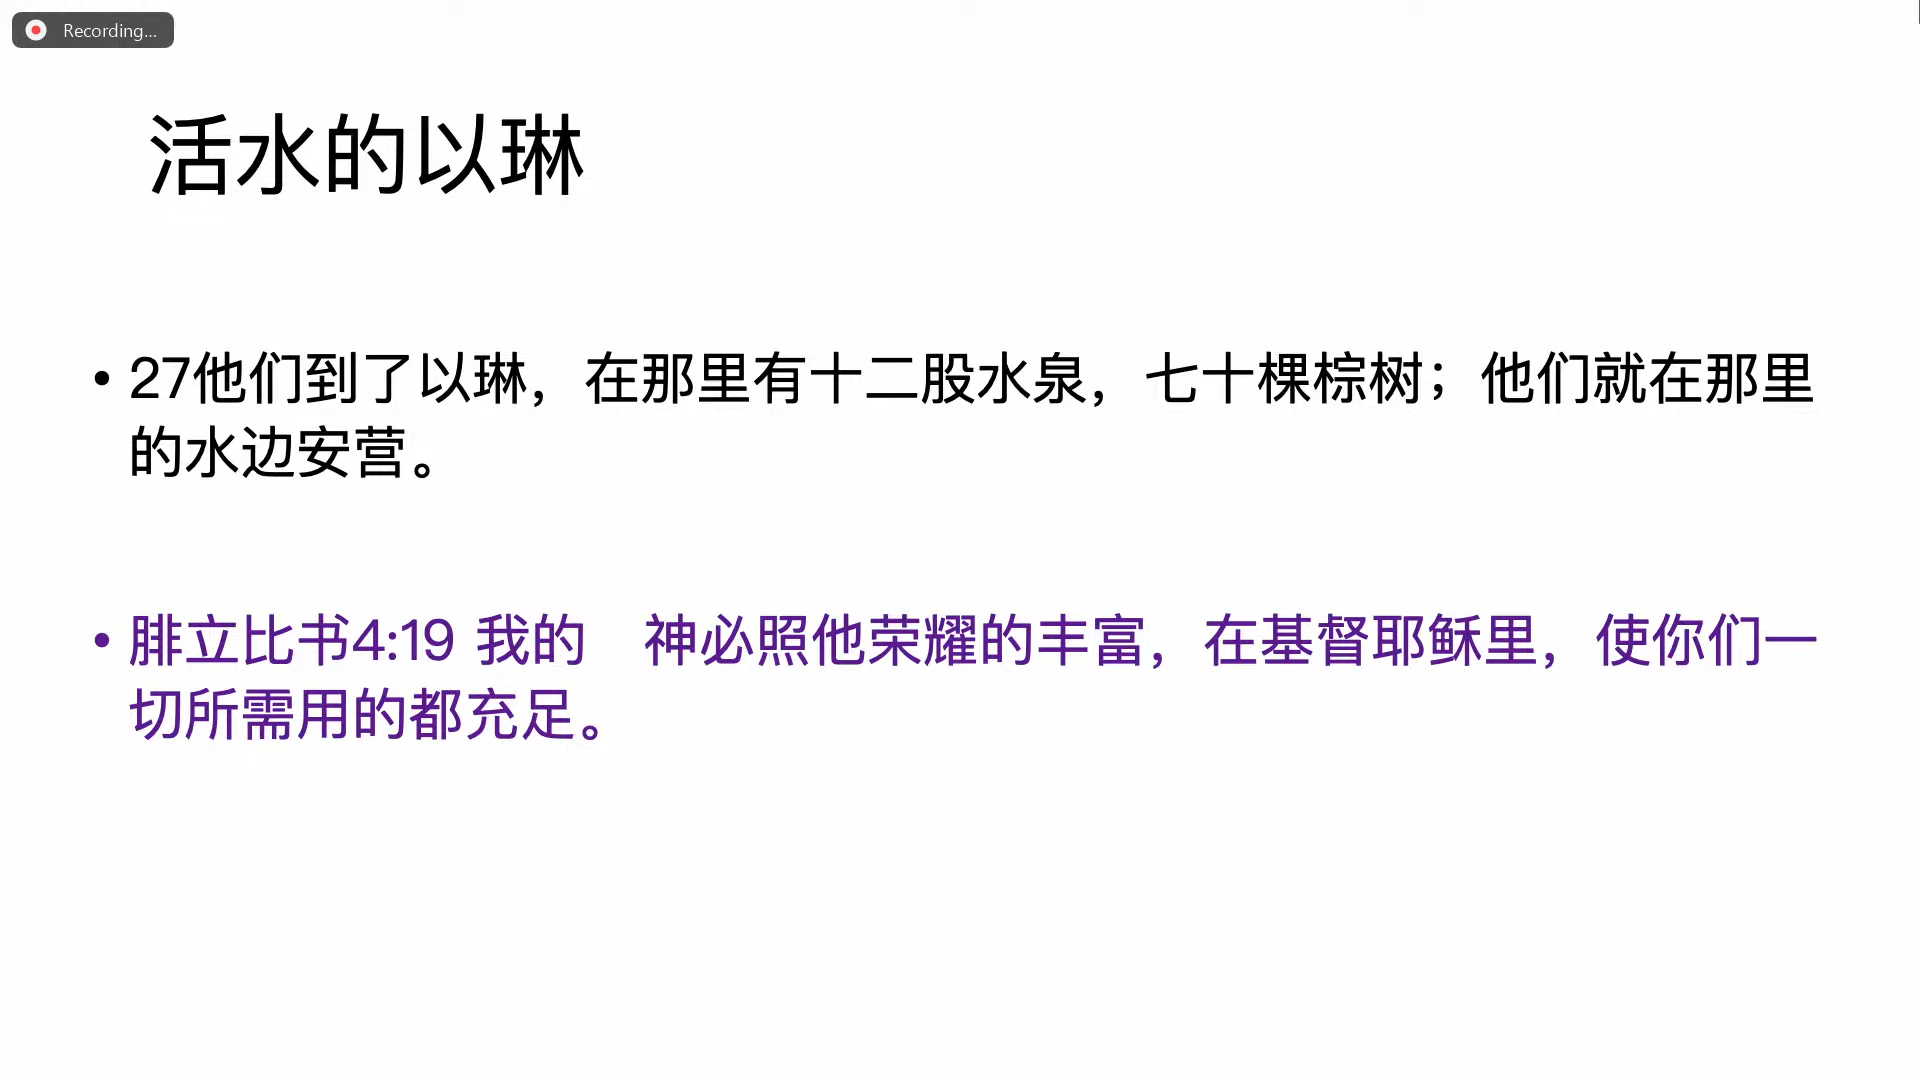 Recording...
活水的以琳
• 27他们到了以琳，在那里有十二股水泉，七十棵棕树；他们就在那里
的水边安营。
• 腓立比书4:19 我的　神必照他荣耀的丰富，在基督耶稣里，使你们一
切所需用的都充足。